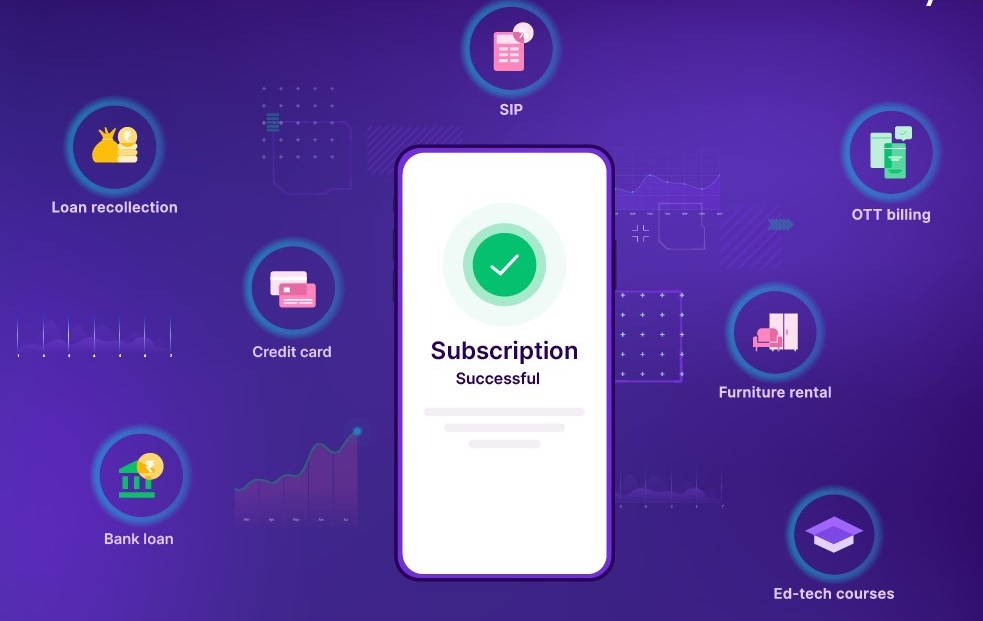 SIP
Loan recollection
OTT billing
Credit card
Subscription
Successful
Furniture rental
Bank loan
Ed-tech courses